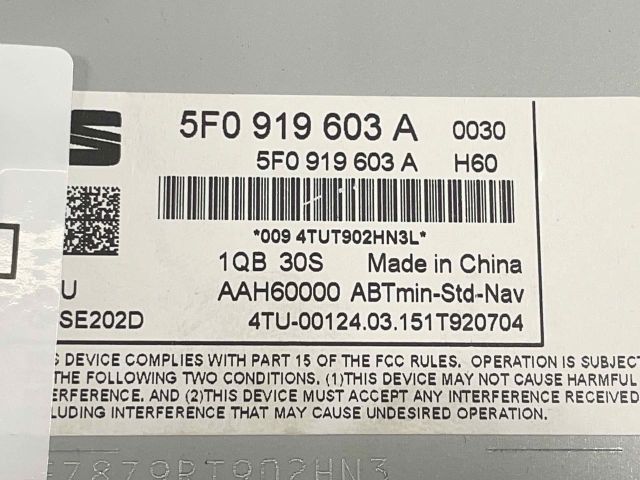 5F0 919 603 A 0030
5F0 919 603 A H60
*009 4TUT902HN3L*
1QB 30S Made in China
U AAH60000 ABTmin-Std-Nav
SE202D 4TU-00124.03.151T920704
S DEVICE COMPLIES WITH PART 15 OF THE FCC RULES. OPERATION IS SUBJECT
THE FOLLOWING TWO CONDITIONS. (1)THIS DEVICE MAY NOT CAUSE HARMFUL
ERFERENCE, AND (2)THIS DEVICE MUST ACCEPT ANY INTERFERENCE RECEIVED
LUDING INTERFERENCE THAT MAY CAUSE UNDESIRED OPERATION.